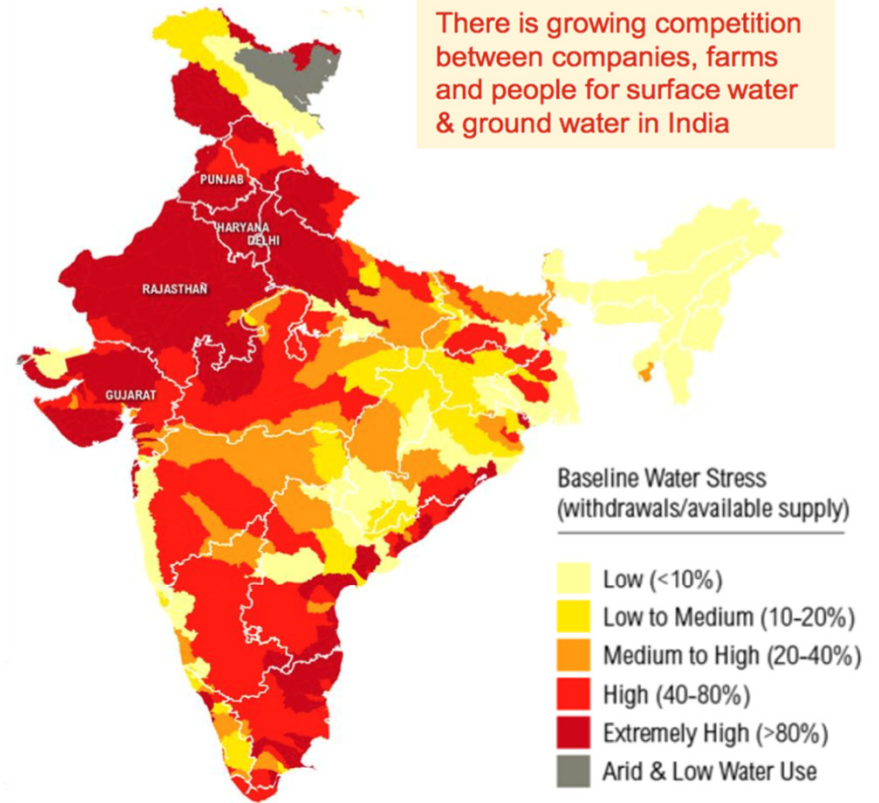 There is growing competition
between companies, farms
and people for surface water
& ground water in India
PUNJAB
HARYANA
DELHI
RAJASTHAN
GUJARAT
Baseline Water Stress
(withdrawals/available supply)
Low (<10%)
Low to Medium (10-20%)
Medium to High (20-40%)
High (40-80%)
Extremely High (>80%)
Arid & Low Water Use